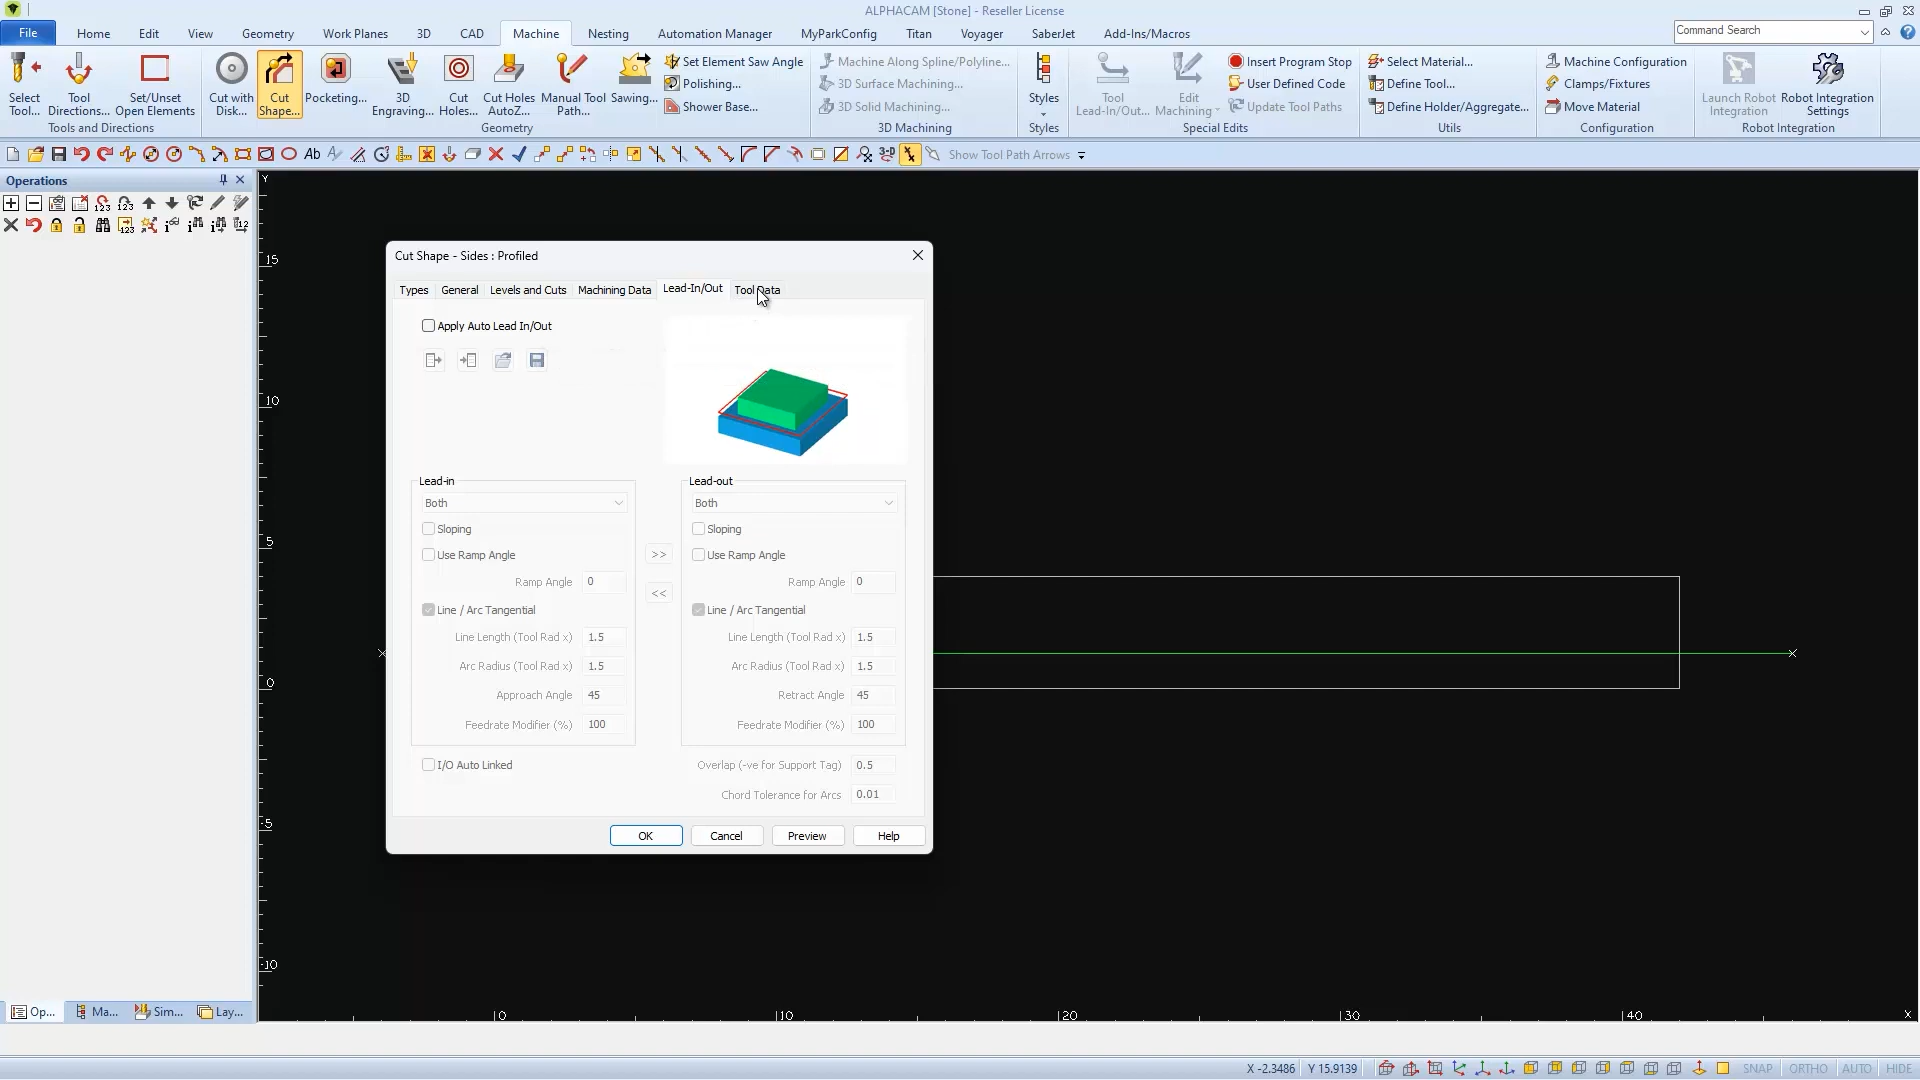 ALPHACAM [Stone] - Reseller License
File Home Edit View Geometry Work Planes 3D CAD Machine Nesting Automation Manager MyParkConfig Titan Voyager SaberJet Add-Ins/Macros Command Search
Select Tool... Tool Directions... Set/Unset Open Elements
Tools and Directions
Cut with Disk... Cut Shape... Pocketing... 3D Engraving... Cut Holes... Cut Holes AutoZ... Manual Tool Path... Sawing...
Set Element Saw Angle
Polishing...
Shower Base...
Geometry
Machine Along Spline/Polyline...
3D Surface Machining...
3D Solid Machining...
3D Machining
Styles
Styles
Tool Lead-In/Out... Edit Machining
Insert Program Stop
User Defined Code
Update Tool Paths
Special Edits
Select Material...
Define Tool...
Define Holder/Aggregate...
Utils
Machine Configuration
Clamps/Fixtures
Move Material
Configuration
Launch Robot Integration Robot Integration Settings
Robot Integration
Ab 3-D Show Tool Path Arrows
Operations
123 123
123 12
Y
15
10
5
0
-5
-10
0 10 20 30 40 X
Cut Shape - Sides : Profiled
Types General Levels and Cuts Machining Data Lead-In/Out Tool Data
Apply Auto Lead In/Out
Lead-in
Both
Sloping
Use Ramp Angle
Ramp Angle 0
Line / Arc Tangential
Line Length (Tool Rad x) 1.5
Arc Radius (Tool Rad x) 1.5
Approach Angle 45
Feedrate Modifier (%) 100
I/O Auto Linked
>>
<<
Lead-out
Both
Sloping
Use Ramp Angle
Ramp Angle 0
Line / Arc Tangential
Line Length (Tool Rad x) 1.5
Arc Radius (Tool Rad x) 1.5
Retract Angle 45
Feedrate Modifier (%) 100
Overlap (-ve for Support Tag) 0.5
Chord Tolerance for Arcs 0.01
OK Cancel Preview Help
Op... Ma... Sim... Lay...
X -2.3486 Y 15.9139 SNAP ORTHO AUTO HIDE